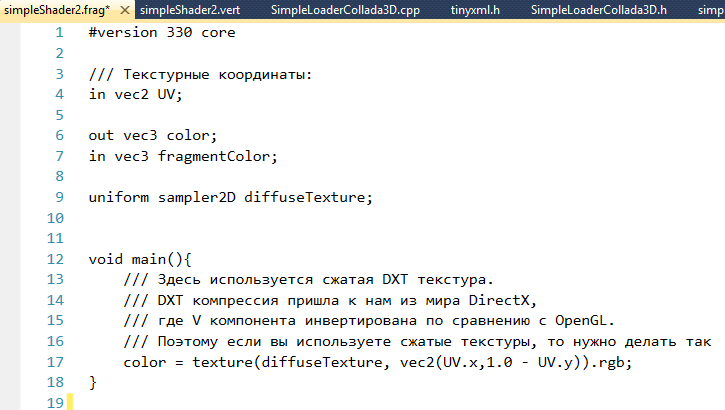 simpleShader2.frag* simpleShader2.vert SimpleLoaderCollada3D.cpp tinyxml.h SimpleLoaderCollada3D.h simp
1 #version 330 core
2
3 /// Текстурные координаты:
4 in vec2 UV;
5
6 out vec3 color;
7 in vec3 fragmentColor;
8
9 uniform sampler2D diffuseTexture;
10
11
12 void main(){
13 /// Здесь используется сжатая DXT текстура.
14 /// DXT компрессия пришла к нам из мира DirectX,
15 /// где V компонента инвертирована по сравнению с OpenGL.
16 /// Поэтому если вы используете сжатые текстуры, то нужно делать так
17 color = texture(diffuseTexture, vec2(UV.x,1.0 - UV.y)).rgb;
18 }
19